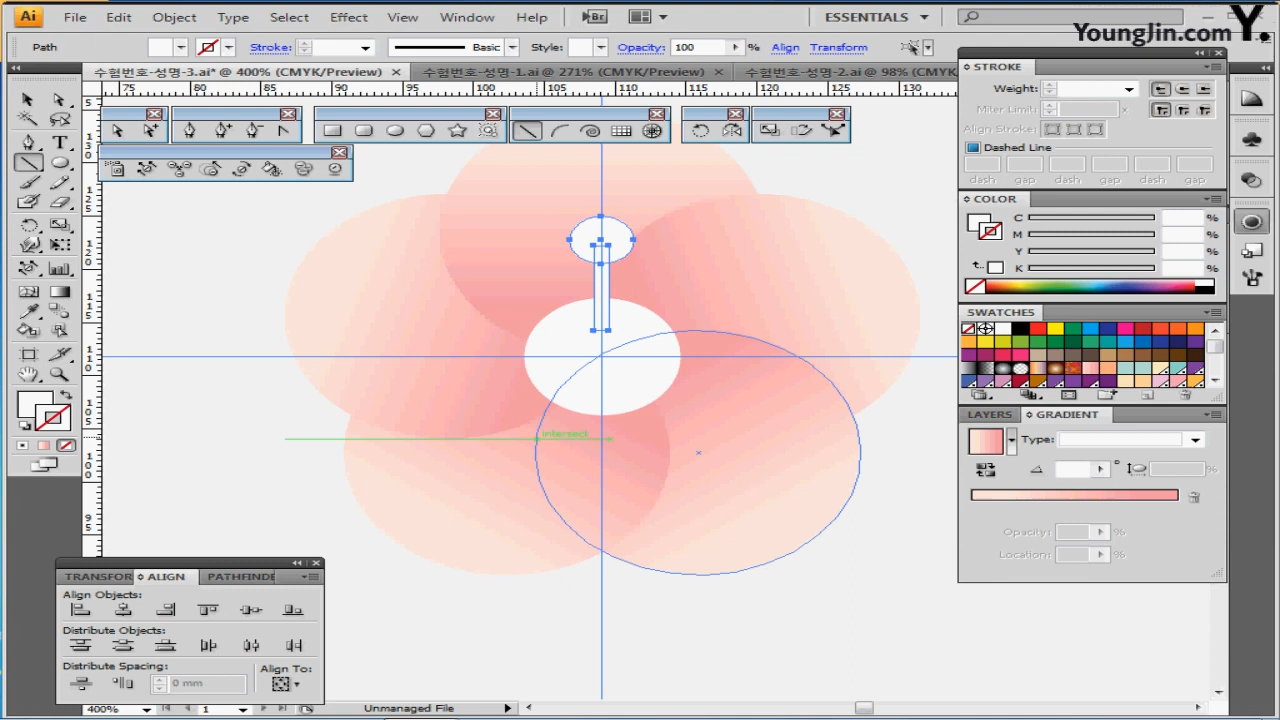 Ai File Edit Object Type Select Effect View Window Help Br ESSENTIALS
YoungJin.com Y.
Path Stroke: Basic Style: Opacity: 100 % Align Transform
수험번호-성명-3.ai* @ 400% (CMYK/Preview) 수험번호-성명-1.ai @ 271% (CMYK/Preview) 수험번호-성명-2.ai @ 98% (CMYK
75 80 85 90 95 100 105 110 115 120 125 130
STROKE
Weight:
Miter Limit: x
Align Stroke:
Dashed Line
dash gap dash gap dash gap
COLOR
C %
M %
Y %
K %
SWATCHES
LAYERS GRADIENT
Type:
%
Opacity: %
Location: %
intersect
TRANSFOR ALIGN PATHFINDE
Align Objects:
Distribute Objects:
Distribute Spacing: Align To:
0 mm
400% 1 Unmanaged File